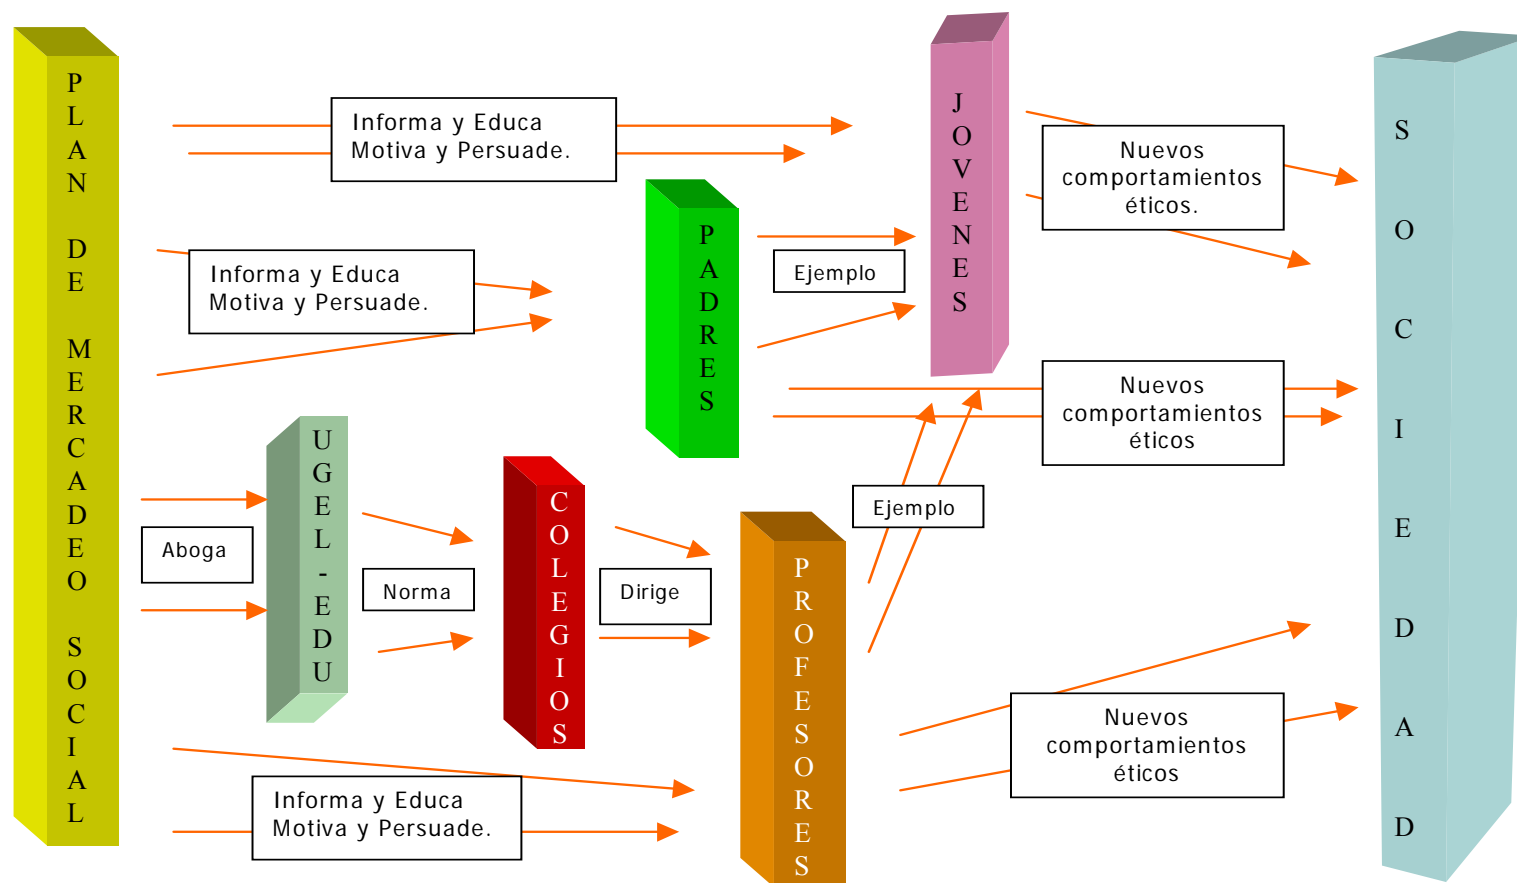 PLAN DE MERCADEO SOCIAL
Informa y Educa
Motiva y Persuade.
Informa y Educa
Motiva y Persuade.
Aboga
UGEL-EDU
Norma
COLEGIOS
Dirige
Informa y Educa
Motiva y Persuade.
PADRES
Ejemplo
JOVENES
PROFESORES
Ejemplo
Nuevos
comportamientos
éticos.
Nuevos
comportamientos
éticos
Nuevos
comportamientos
éticos
SOCIEDAD